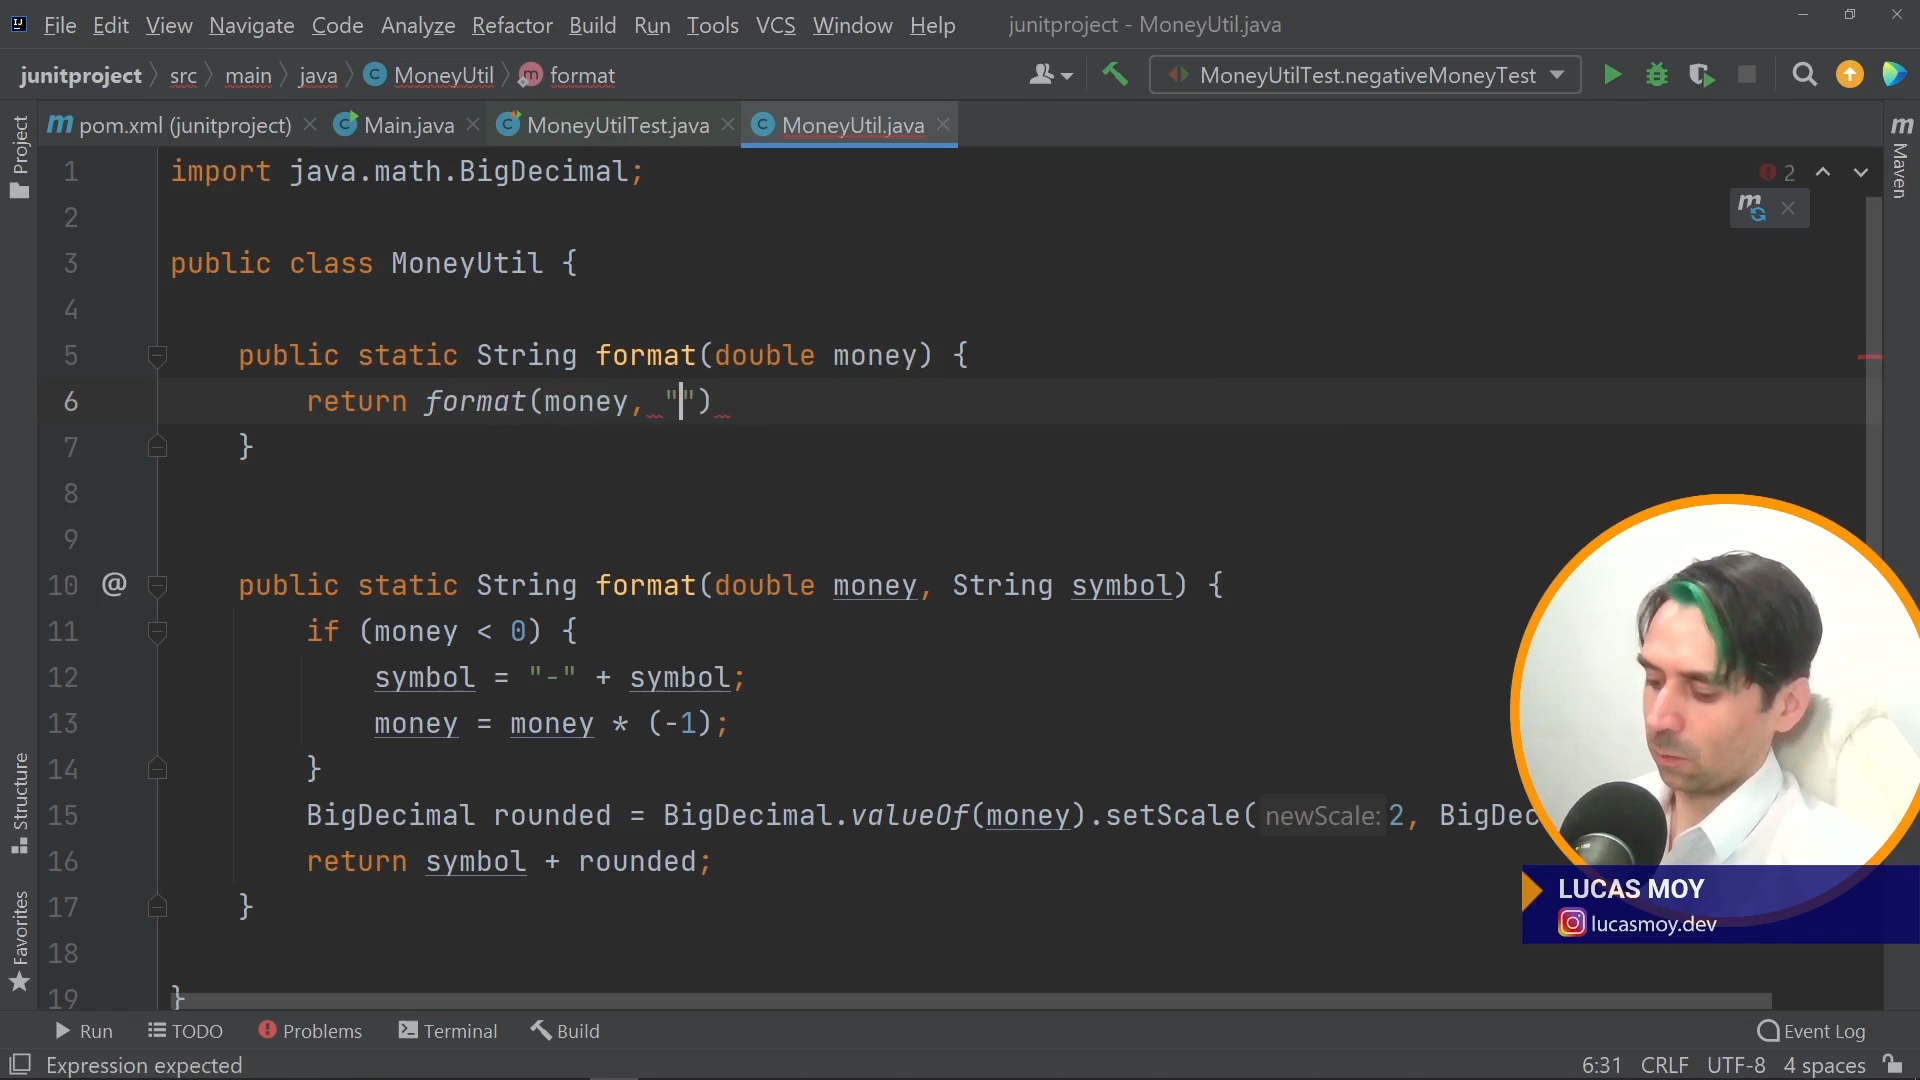 File Edit View Navigate Code Analyze Refactor Build Run Tools VCS Window Help junitproject - MoneyUtil.java
junitproject src main java C MoneyUtil m format MoneyUtilTest.negativeMoneyTest
m pom.xml (junitproject) C Main.java C MoneyUtilTest.java C MoneyUtil.java
Project
m Maven
2
1 import java.math.BigDecimal;
2
3 public class MoneyUtil {
4
5 public static String format(double money) {
6 return format(money, "")
7 }
8
9
10 @ public static String format(double money, String symbol) {
11 if (money < 0) {
12 symbol = "-" + symbol;
13 money = money * (-1);
14 }
15 BigDecimal rounded = BigDecimal.valueOf(money).setScale( newScale: 2, BigDec
16 return symbol + rounded;
17 }
18
19 }
Structure
Favorites
LUCAS MOY
lucasmoy.dev
Run TODO Problems Terminal Build Event Log
Expression expected 6:31 CRLF UTF-8 4 spaces